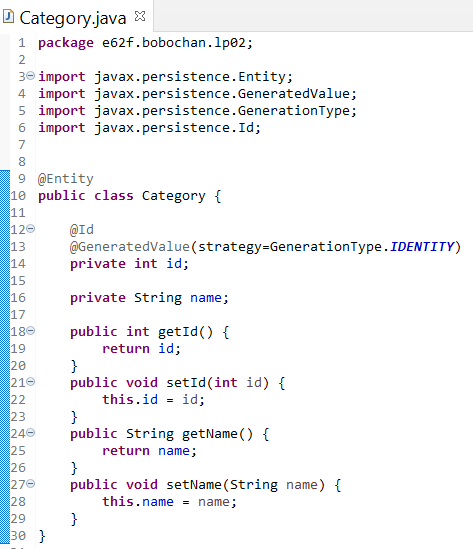 Category.java
1 package e62f.bobochan.lp02;
2
3 import javax.persistence.Entity;
4 import javax.persistence.GeneratedValue;
5 import javax.persistence.GenerationType;
6 import javax.persistence.Id;
7
8
9 @Entity
10 public class Category {
11
12 @Id
13 @GeneratedValue(strategy=GenerationType.IDENTITY)
14 private int id;
15
16 private String name;
17
18 public int getId() {
19 return id;
20 }
21 public void setId(int id) {
22 this.id = id;
23 }
24 public String getName() {
25 return name;
26 }
27 public void setName(String name) {
28 this.name = name;
29 }
30 }